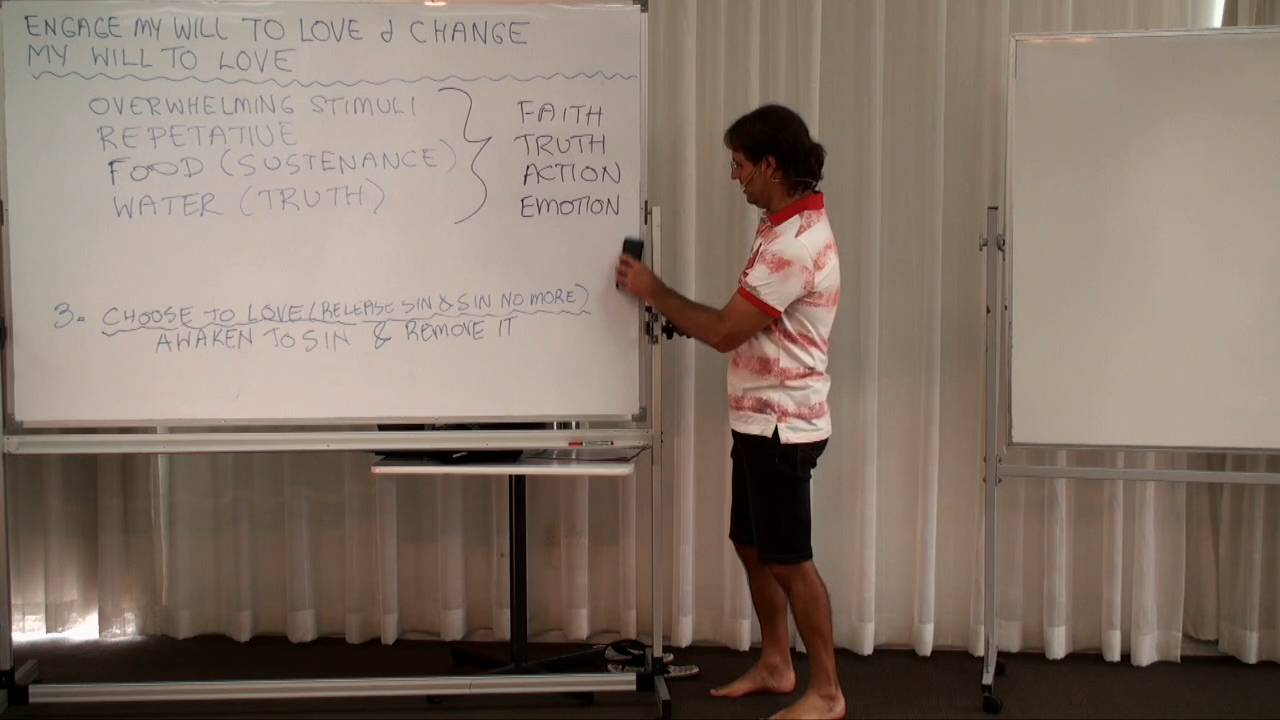 ENGAGE MY WILL TO LOVE & CHANGE
MY WILL TO LOVE
OVERWHELMING STIMULI
REPETATIVE
FOOD (SUSTENANCE)
WATER (TRUTH)
FAITH
TRUTH
ACTION
EMOTION
3. CHOOSE TO LOVE (RELEASE SIN & SIN NO MORE)
AWAKEN TO SIN & REMOVE IT